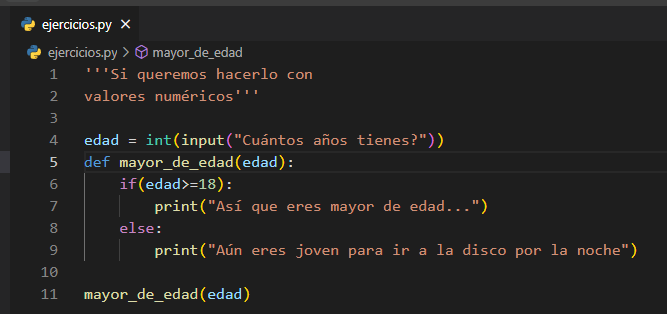 ejercicios.py ×
ejercicios.py > mayor_de_edad
1 '''Si queremos hacerlo con
2 valores numéricos'''
3
4 edad = int(input("Cuántos años tienes?"))
5 def mayor_de_edad(edad):
6     if(edad>=18):
7         print("Así que eres mayor de edad...")
8     else:
9         print("Aún eres joven para ir a la disco por la noche")
10
11 mayor_de_edad(edad)